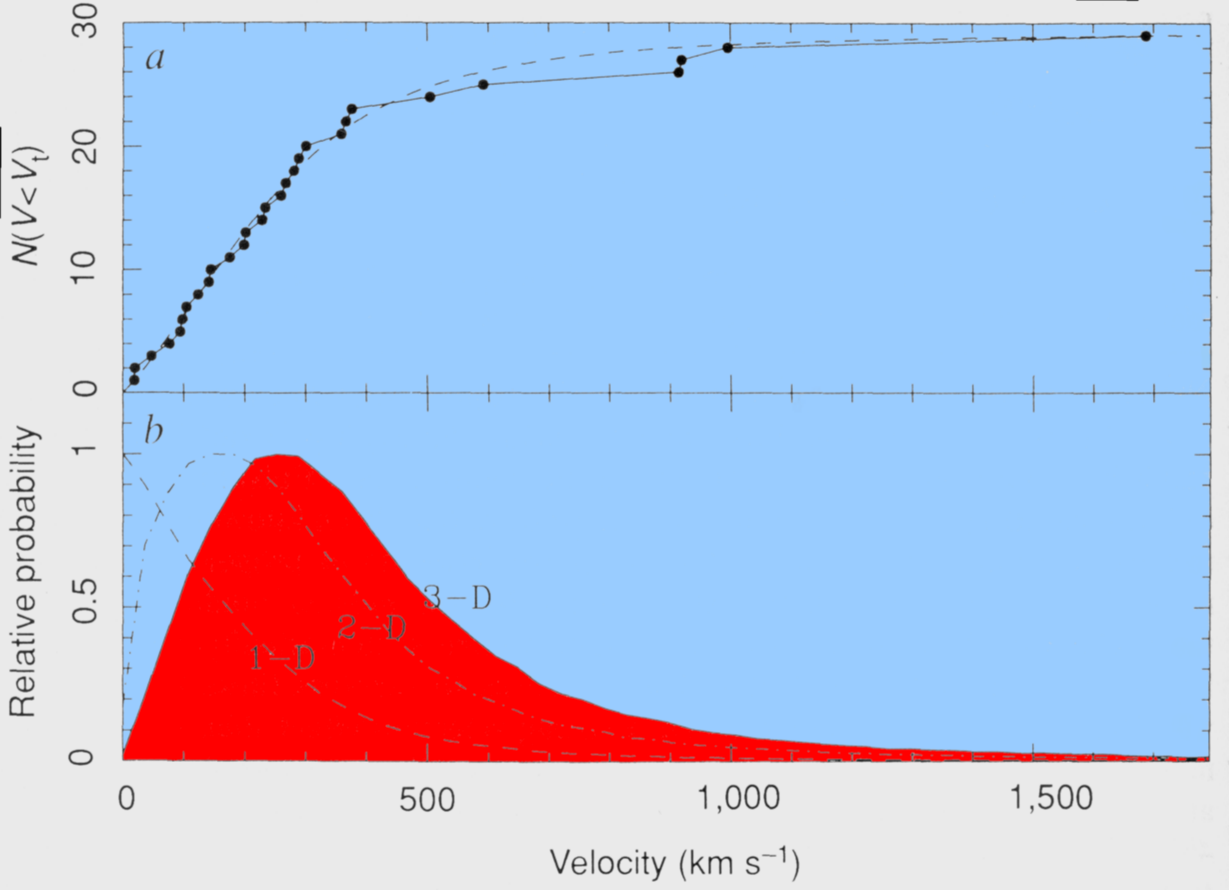 a
30
20
10
0
N(V< Vt)
b
1
0.5
0
Relative probability
3-D
2-D
1-D
0 500 1,000 1,500
Velocity (km s⁻¹)